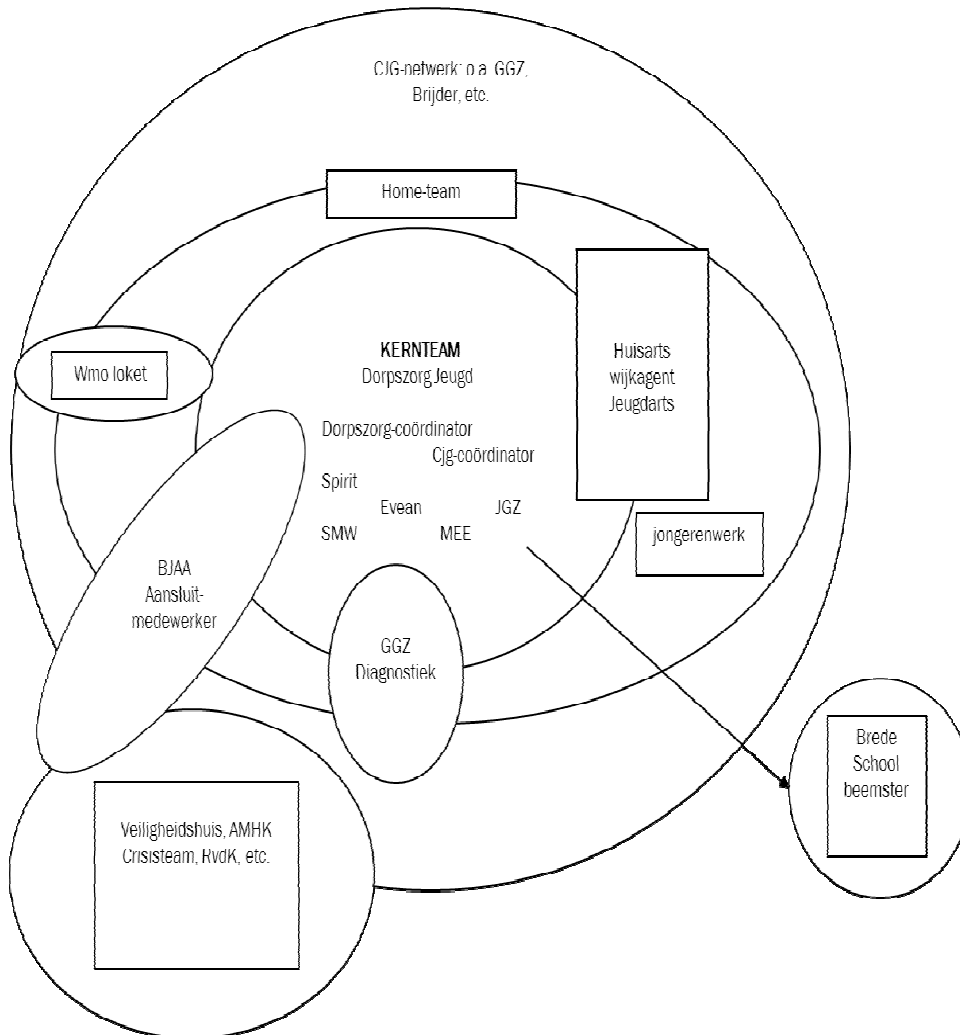 CJG-netwerk: o.a. GGZ,
Brijder, etc.
Home-team
Huisarts
wijkagent
Jeugdarts
Wmo loket
KERNTEAM
Dorpszorg Jeugd
Dorpszorg-coördinator
Cjg-coördinator
Spirit
Evean JGZ
SMW MEE
jongerenwerk
BJAA
Aansluit-
medewerker
GGZ
Diagnostiek
Brede
School
beemster
Veiligheidshuis, AMHK
Crisisteam, RvdK, etc.